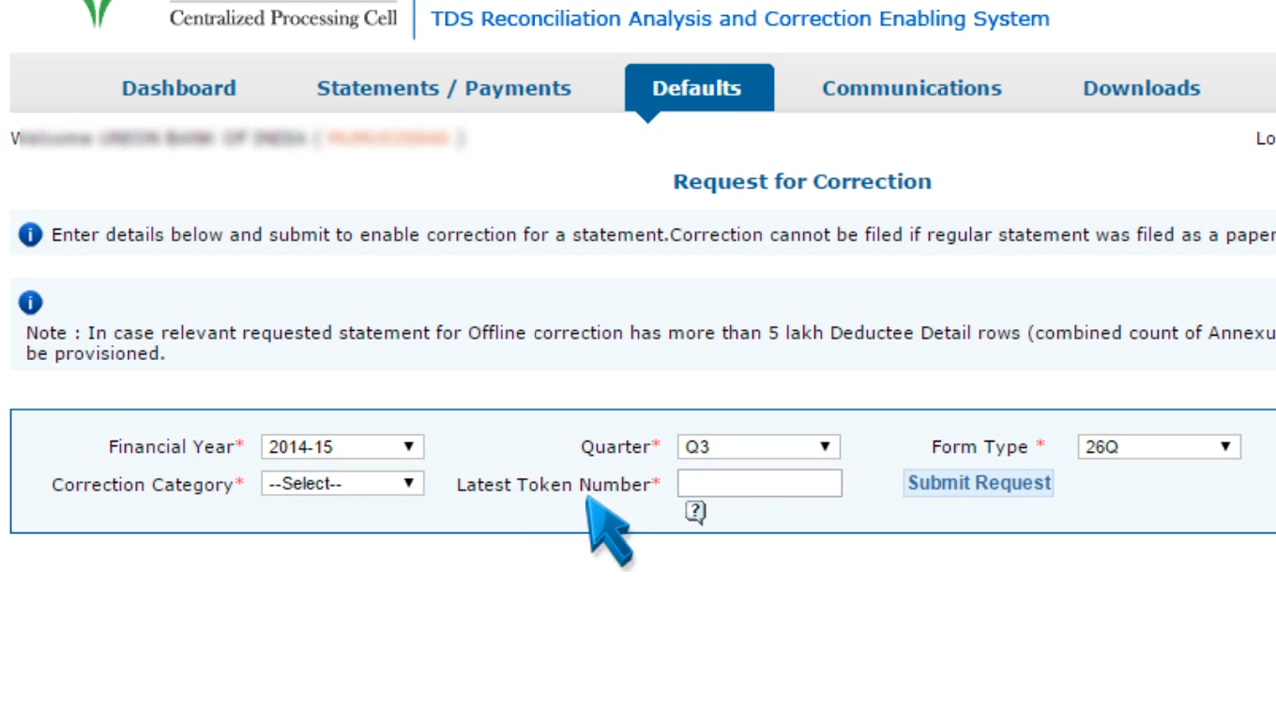 Centralized Processing Cell
TDS Reconciliation Analysis and Correction Enabling System
Dashboard Statements / Payments Defaults Communications Downloads
Lo
Request for Correction
i Enter details below and submit to enable correction for a statement.Correction cannot be filed if regular statement was filed as a paper
i
Note : In case relevant requested statement for Offline correction has more than 5 lakh Deductee Detail rows (combined count of Annexu
be provisioned.
Financial Year* 2014-15 Quarter* Q3 Form Type * 26Q
Correction Category* --Select-- Latest Token Number* Submit Request
?